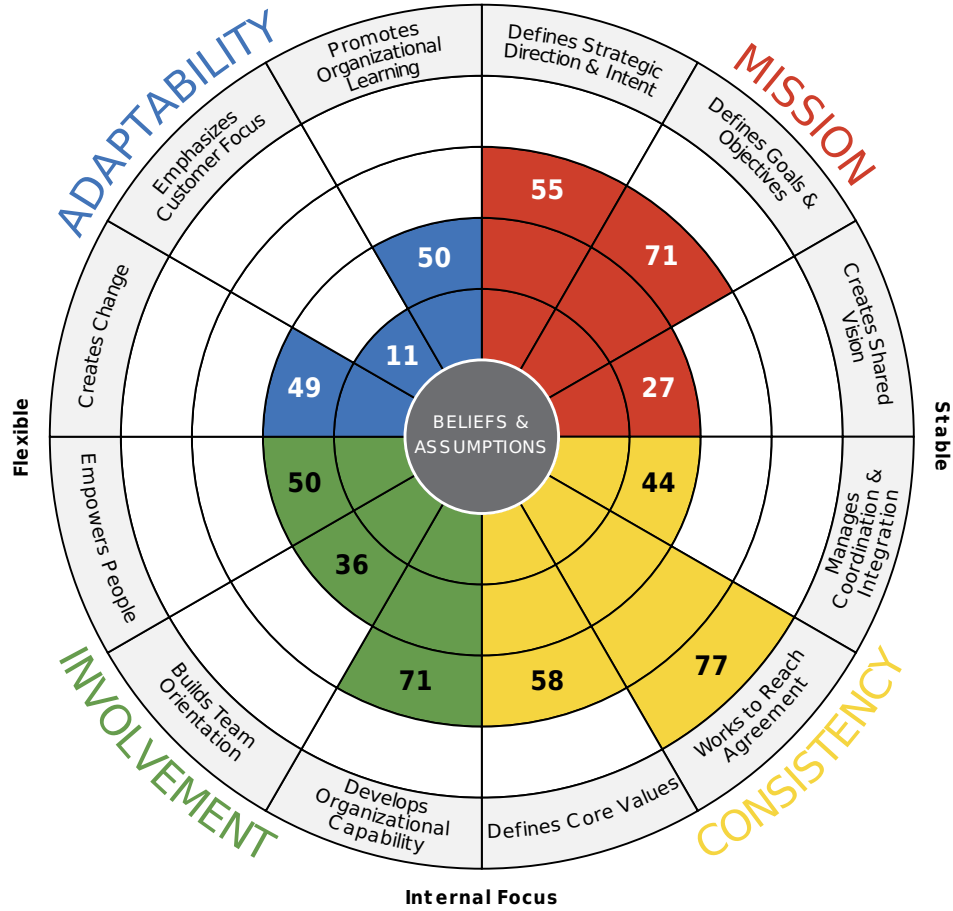 ADAPTABILITY
MISSION
Promotes
Organizational
Learning
Defines Strategic
Direction & Intent
Emphasizes
Customer Focus
Defines Goals &
Objectives
Creates Change
Creates Shared
Vision
55
71
50
11
49
27
BELIEFS &
ASSUMPTIONS
Flexible
Stable
50
44
36
71
58
77
Empowers People
Manages
Coordination &
Integration
Builds Team
Orientation
Works to Reach
Agreement
Develops
Organizational
Capability
Defines Core Values
INVOLVEMENT
CONSISTENCY
Internal Focus